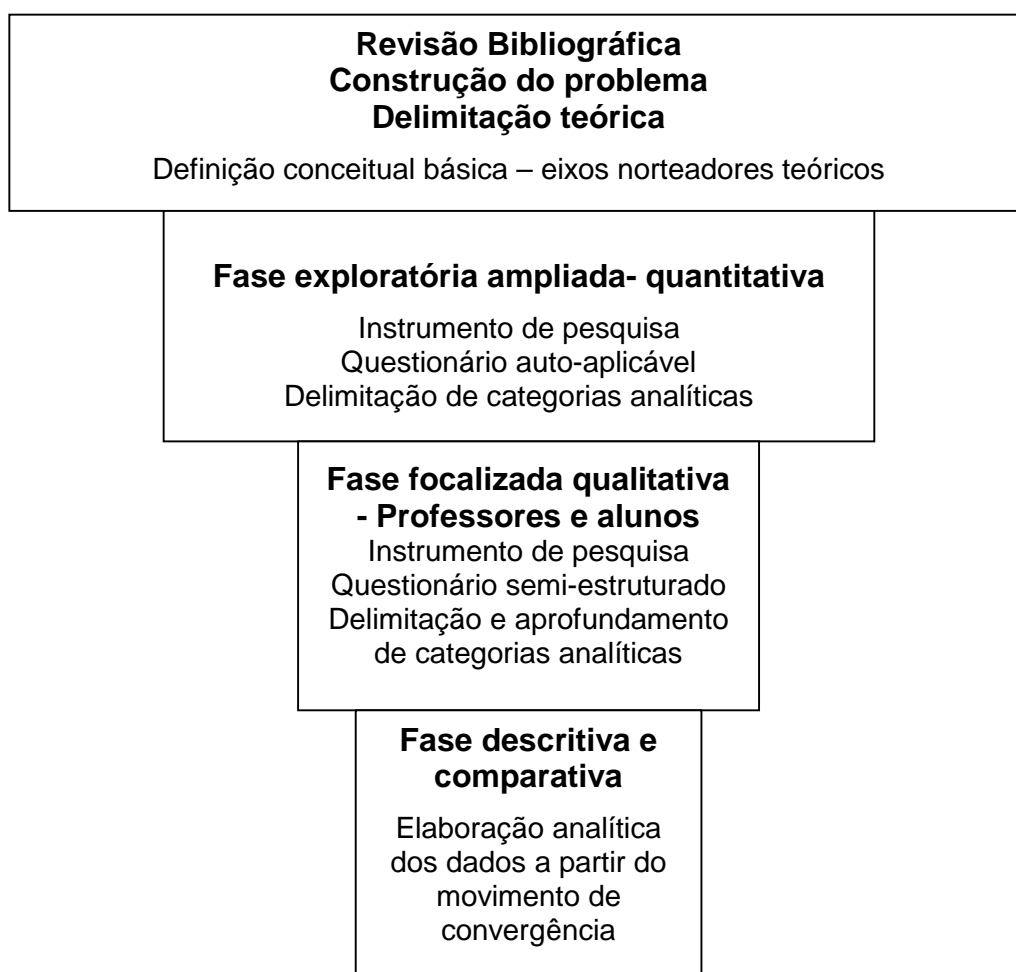 Revisão Bibliográfica
Construção do problema
Delimitação teórica
Definição conceitual básica – eixos norteadores teóricos
Fase exploratória ampliada- quantitativa
Instrumento de pesquisa
Questionário auto-aplicável
Delimitação de categorias analíticas
Fase focalizada qualitativa
- Professores e alunos
Instrumento de pesquisa
Questionário semi-estruturado
Delimitação e aprofundamento
de categorias analíticas
Fase descritiva e
comparativa
Elaboração analítica
dos dados a partir do
movimento de
convergência